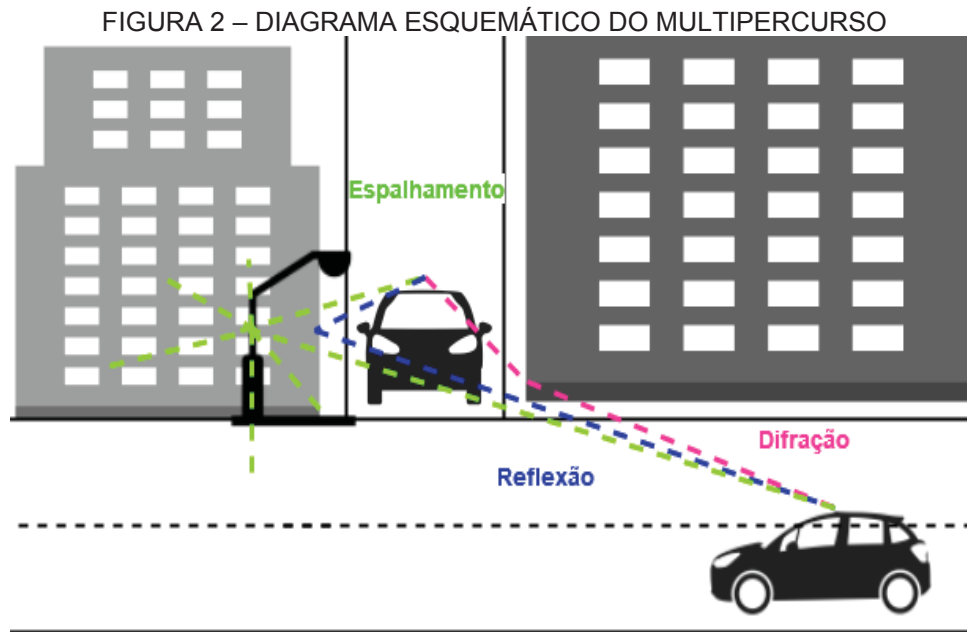 FIGURA 2 – DIAGRAMA ESQUEMÁTICO DO MULTIPERCURSO
Espalhamento
Difração
Reflexão